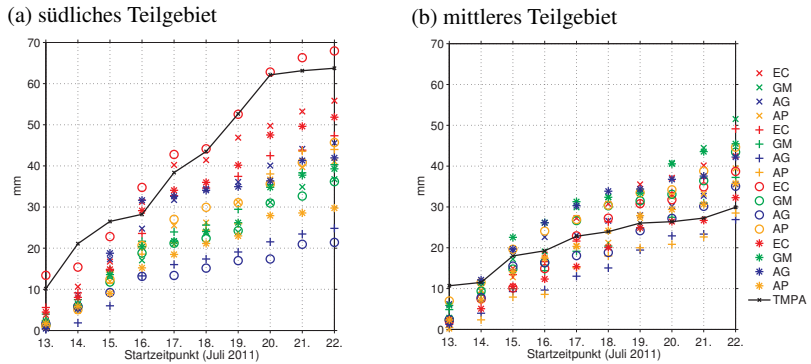 (a) südliches Teilgebiet
70
60
50
40
30
20
10
0
mm
13. 14. 15. 16. 17. 18. 19. 20. 21. 22.
Startzeitpunkt (Juli 2011)
(b) mittleres Teilgebiet
70
60
50
40
30
20
10
0
mm
13. 14. 15. 16. 17. 18. 19. 20. 21. 22.
Startzeitpunkt (Juli 2011)
EC
GM
AG
AP
EC
GM
AG
AP
EC
GM
AG
AP
EC
GM
AG
AP
TMPA